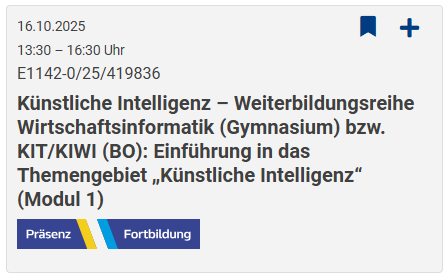 16.10.2025
13:30 – 16:30 Uhr
E1142-0/25/419836
Künstliche Intelligenz – Weiterbildungsreihe
Wirtschaftsinformatik (Gymnasium) bzw.
KIT/KIWI (BO): Einführung in das
Themengebiet „Künstliche Intelligenz“
(Modul 1)
Präsenz Fortbildung